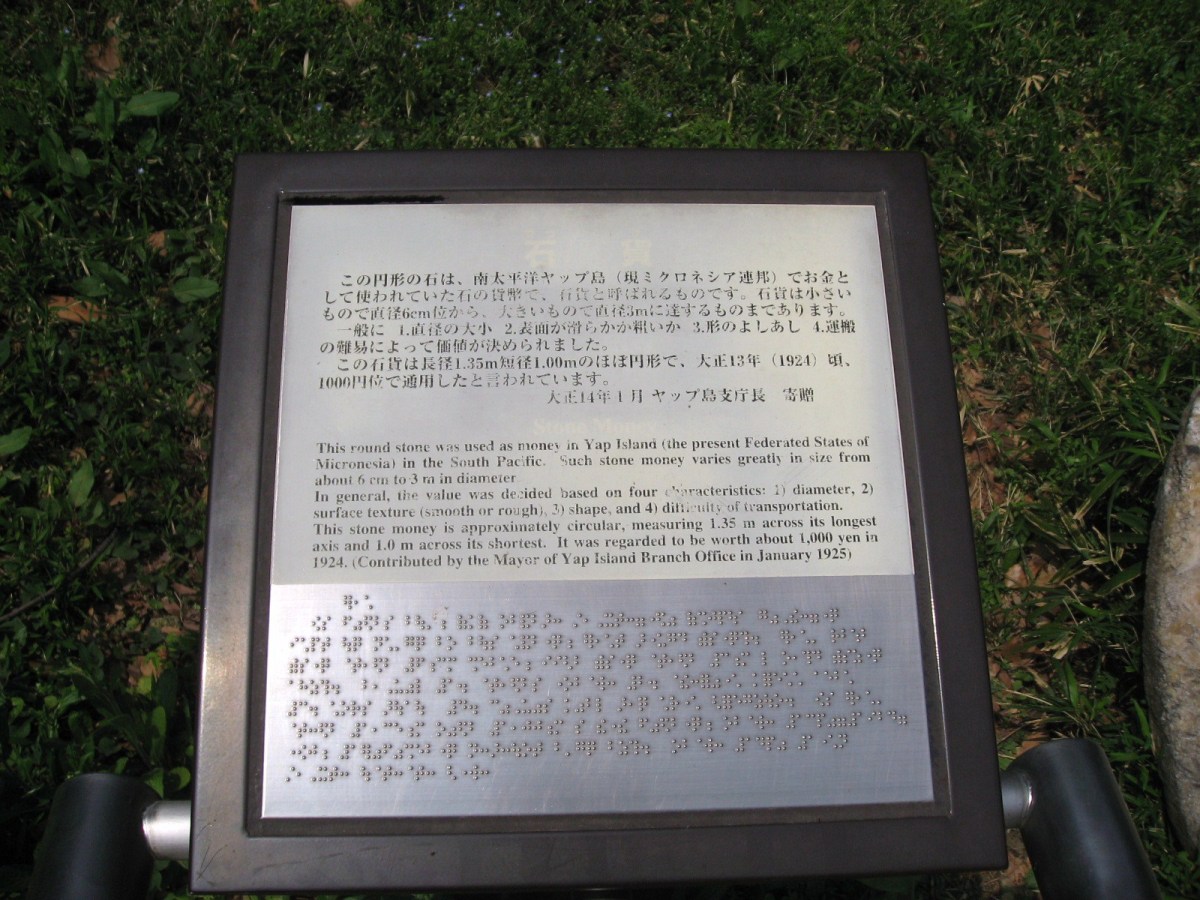 石 貨
この円形の石は、南太平洋ヤップ島（現ミクロネシア連邦）でお金と
して使われていた石の貨幣で、石貨と呼ばれるものです。石貨は小さい
もので直径6cm位から、大きいもので直径3mに達するものまであります。
一般に 1.直径の大小 2.表面が滑らかか粗いか 3.形のよしあし 4.運搬
の難易によって価値が決められました。
この石貨は長径1.35m短径1.00mのほぼ円形で、大正13年（1924）頃、
1000円位で通用したと言われています。
大正14年1月 ヤップ島支庁長 寄贈
Stone Money
This round stone was used as money in Yap Island (the present Federated States of
Micronesia) in the South Pacific. Such stone money varies greatly in size from
about 6 cm to 3 m in diameter
In general, the value was decided based on four characteristics: 1) diameter, 2)
surface texture (smooth or rough), 3) shape, and 4) difficulty of transportation.
This stone money is approximately circular, measuring 1.35 m across its longest
axis and 1.0 m across its shortest. It was regarded to be worth about 1,000 yen in
1924. (Contributed by the Mayor of Yap Island Branch Office in January 1925)